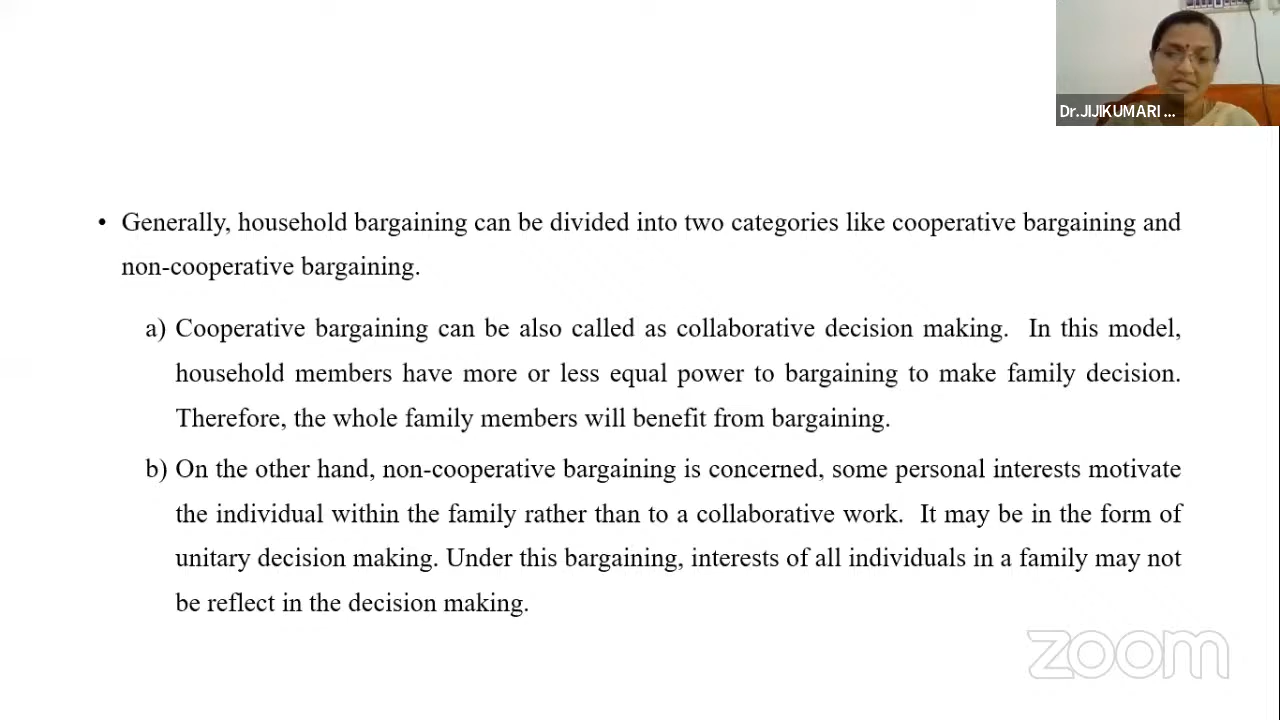 Dr.JIJIKUMARI ...
• Generally, household bargaining can be divided into two categories like cooperative bargaining and
non-cooperative bargaining.
a) Cooperative bargaining can be also called as collaborative decision making. In this model,
household members have more or less equal power to bargaining to make family decision.
Therefore, the whole family members will benefit from bargaining.
b) On the other hand, non-cooperative bargaining is concerned, some personal interests motivate
the individual within the family rather than to a collaborative work. It may be in the form of
unitary decision making. Under this bargaining, interests of all individuals in a family may not
be reflect in the decision making.
zoom